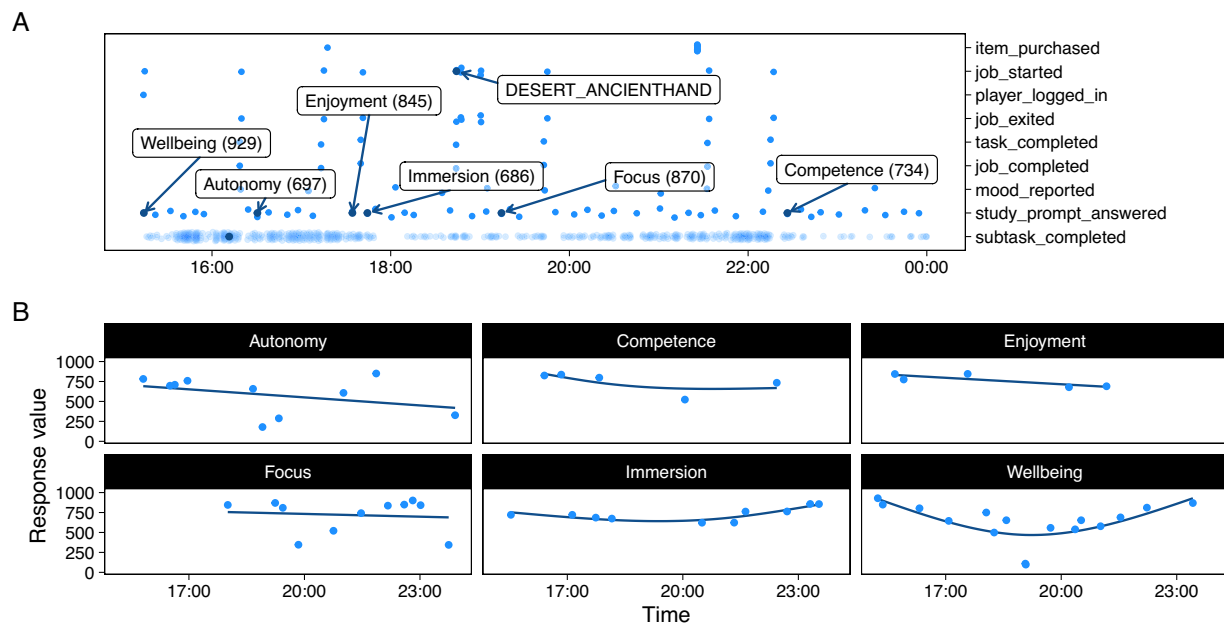 A
item_purchased
job_started
DESERT_ANCIENTHAND
player_logged_in
Enjoyment (845)
job_exited
Wellbeing (929)
task_completed
job_completed
Autonomy (697)
Immersion (686)
Focus (870)
Competence (734)
mood_reported
study_prompt_answered
subtask_completed
16:00 18:00 20:00 22:00 00:00
B
Autonomy Competence Enjoyment
1000
750
500
250
0
Response value
Focus Immersion Wellbeing
1000
750
500
250
0
17:00 20:00 23:00 17:00 20:00 23:00 17:00 20:00 23:00
Time